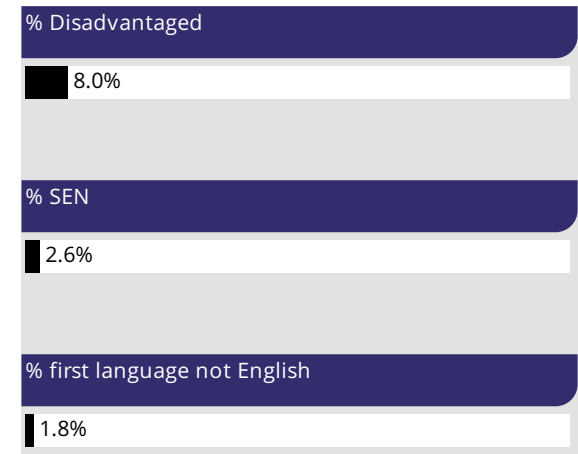 % Disadvantaged
8.0%
% SEN
2.6%
% first language not English
1.8%